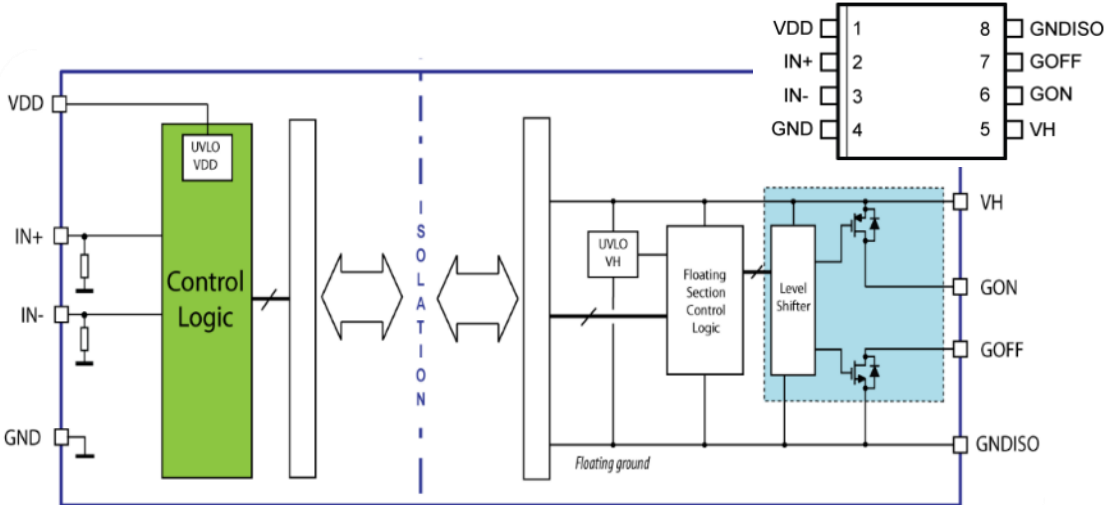 VDD 1 8 GNDISO
IN+ 2 7 GOFF
IN- 3 6 GON
GND 4 5 VH
VDD
UVLO
VDD
IN+
Control
Logic
IN-
GND
ISOLATION
UVLO
VH
Floating
Section
Control
Logic
Level
Shifter
VH
GON
GOFF
GNDISO
Floating ground